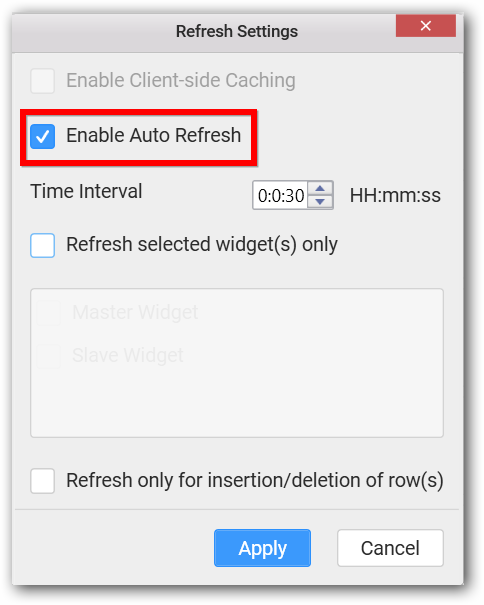 Refresh Settings
Enable Client-side Caching
Enable Auto Refresh
Time Interval 0:0:30 HH:mm:ss
Refresh selected widget(s) only
Master Widget
Slave Widget
Refresh only for insertion/deletion of row(s)
Apply Cancel